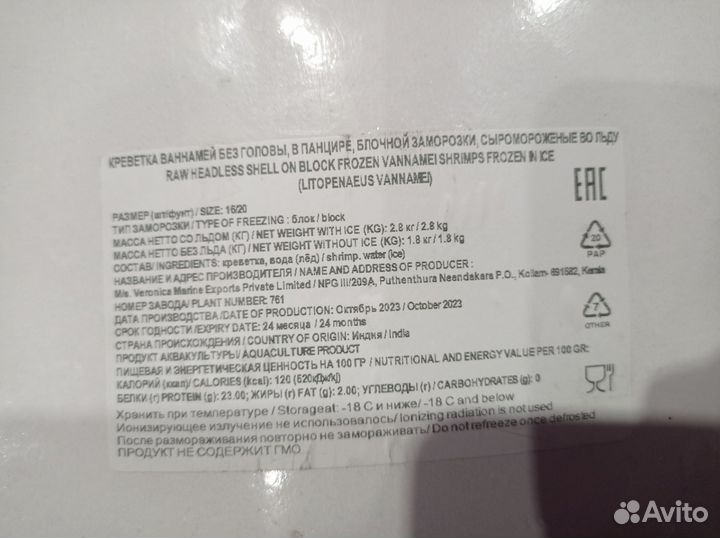 КРЕВЕТКА ВАННАМЕЙ БЕЗ ГОЛОВЫ, В ПАНЦИРЕ, БЛОЧНОЙ ЗАМОРОЗКИ, СЫРОМОРОЖЕНЫЕ ВО ЛЬДУ
RAW HEADLESS SHELL ON BLOCK FROZEN VANNAMEI SHRIMPS FROZEN IN ICE
(LITOPENAEUS VANNAMEI)
EAC
РАЗМЕР (шт/фунт) / SIZE: 16/20
ТИП ЗАМОРОЗКИ / TYPE OF FREEZING : блок / block
МАССА НЕТТО СО ЛЬДОМ (КГ) / NET WEIGHT WITH ICE (KG): 2.8 кг / 2.8 kg
МАССА НЕТТО БЕЗ ЛЬДА (КГ) / NET WEIGHT WITHOUT ICE (KG): 1.8 кг / 1.8 kg
СОСТАВ/ INGREDIENTS: креветка, вода (лёд) / shrimp, water (ice)
НАЗВАНИЕ И АДРЕС ПРОИЗВОДИТЕЛЯ / NAME AND ADDRESS OF PRODUCER :
M/s. Veronica Marine Exports Private Limited / NPG III/209A, Puthenthura Neendakara P.O., Kollam- 691582, Kerala
НОМЕР ЗАВОДА/ PLANT NUMBER: 761
ДАТА ПРОИЗВОДСТВА /DATE OF PRODUCTION: Октябрь 2023 / October 2023
СРОК ГОДНОСТИ /EXPIRY DATE: 24 месяца / 24 months
СТРАНА ПРОИСХОЖДЕНИЯ / COUNTRY OF ORIGIN: Индия / India
ПРОДУКТ АКВАКУЛЬТУРЫ / AQUACULTURE PRODUCT
ПИЩЕВАЯ И ЭНЕРГЕТИЧЕСКАЯ ЦЕННОСТЬ НА 100 ГР / NUTRITIONAL AND ENERGY VALUE PER 100 GR:
КАЛОРИЙ (ккал) / CALORIES (kcal): 120 (520кДж/kj)
БЕЛКИ (г) PROTEIN (g): 23.00; ЖИРЫ (г) FAT (g): 2.00; УГЛЕВОДЫ (г) / CARBOHYDRATES (g): 0
Хранить при температуре / Storageat: -18 С и ниже/ -18 C and below
Ионизирующее излучение не использовалось/ Ionizing radiation is not used
После размораживания повторно не замораживать/ Do not refreeze once defrosted
ПРОДУКТ НЕ СОДЕРЖИТ ГМО
20
PAP
7
OTHER
Avito